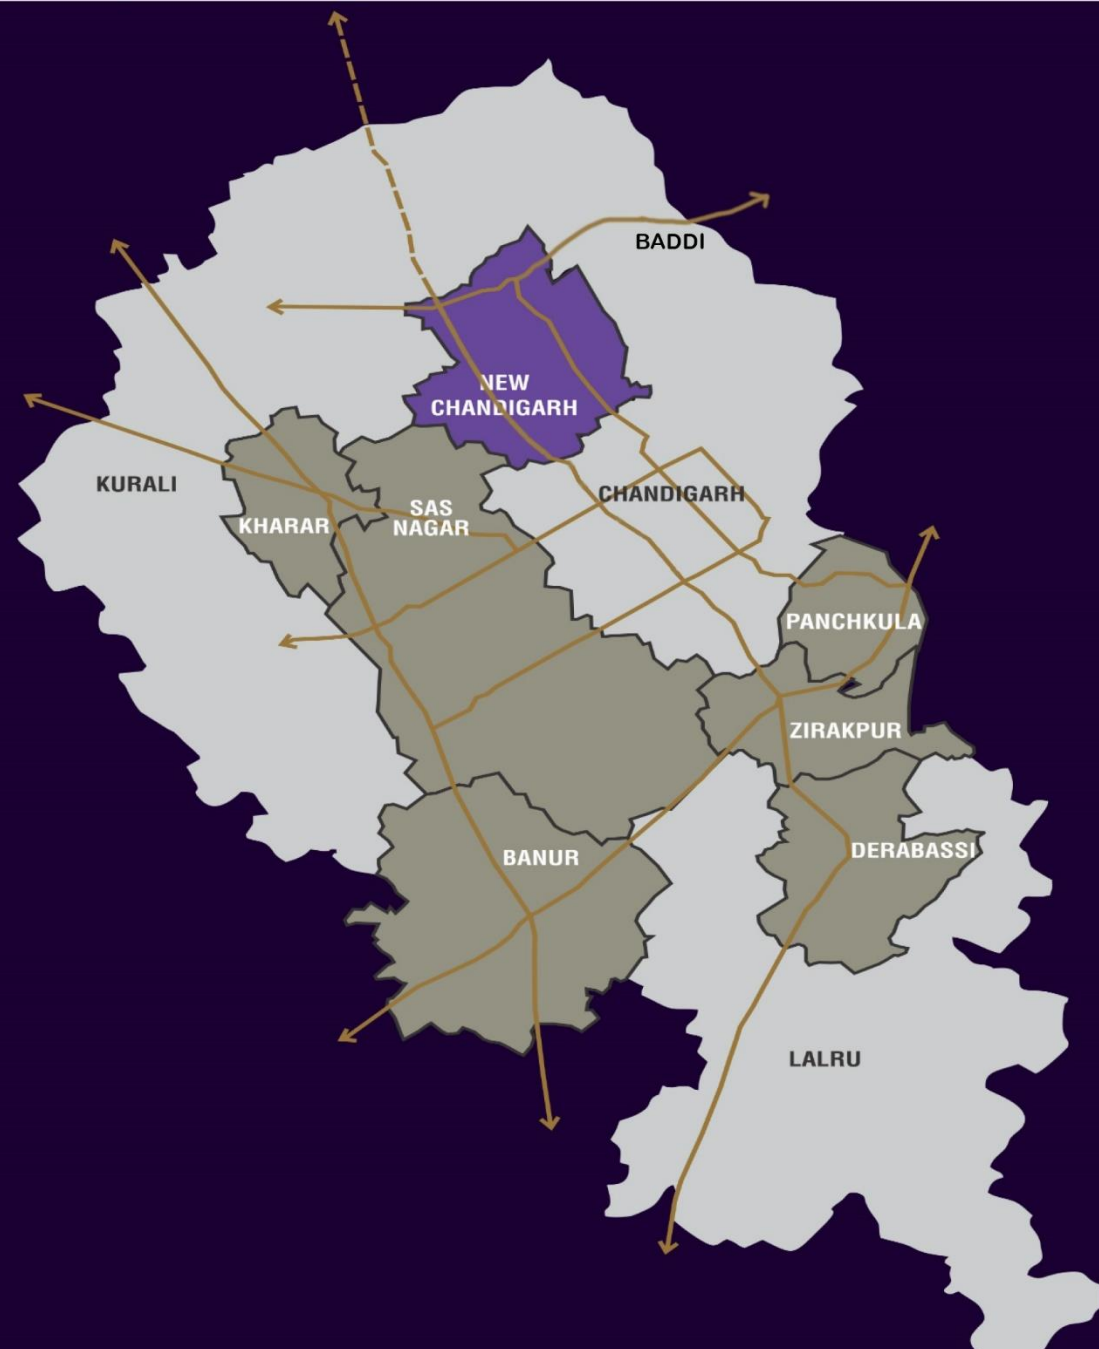 BADDI
NEW
CHANDIGARH
KURALI
CHANDIGARH
SAS
NAGAR
KHARAR
PANCHKULA
ZIRAKPUR
DERABASSI
BANUR
LALRU